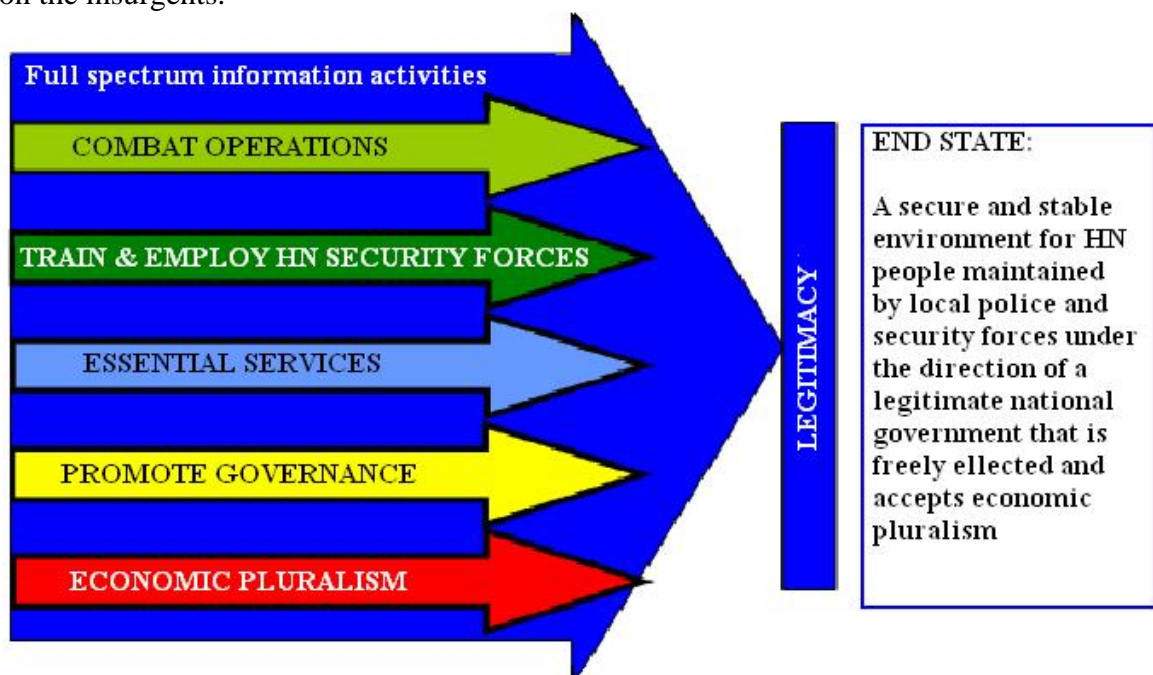 on the insurgents.
Full spectrum information activities
COMBAT OPERATIONS
TRAIN & EMPLOY HN SECURITY FORCES
ESSENTIAL SERVICES
PROMOTE GOVERNANCE
ECONOMIC PLURALISM
LEGITIMACY
END STATE:
A secure and stable
environment for HN
people maintained
by local police and
security forces under
the direction of a
legitimate national
government that is
freely ellected and
accepts economic
pluralism